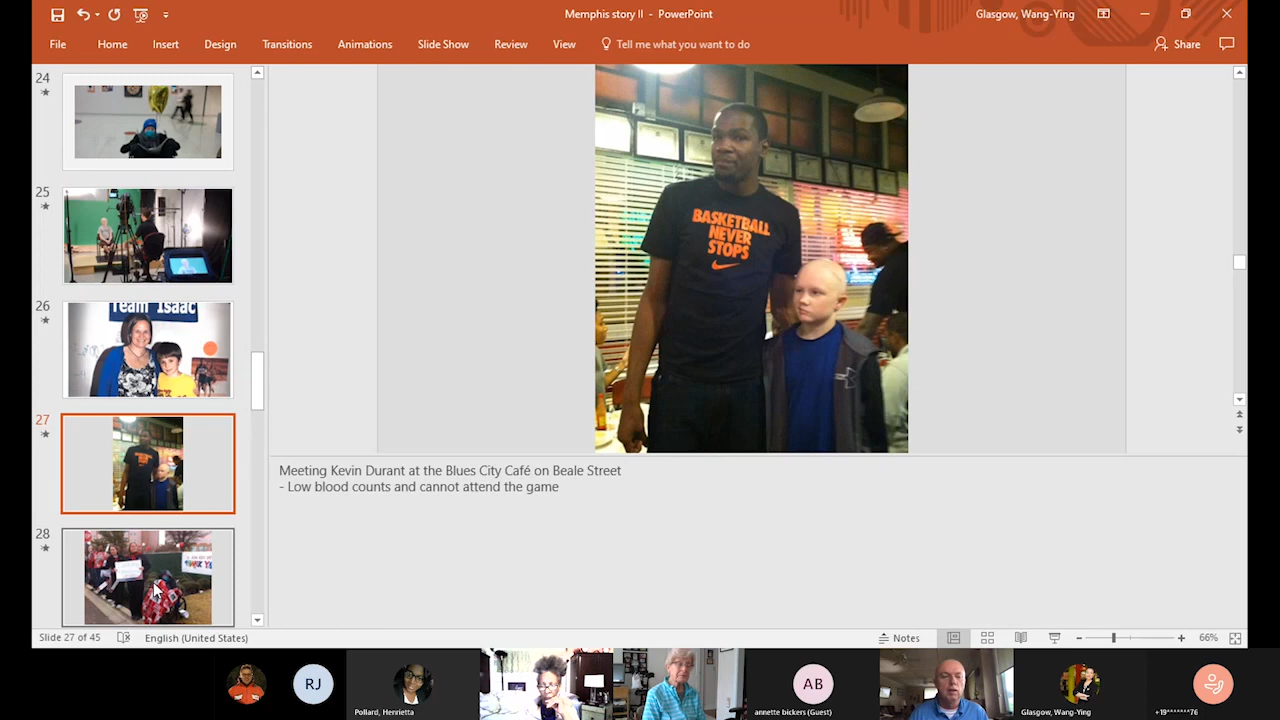 Memphis story II - PowerPoint
Glasgow, Wang-Ying
File Home Insert Design Transitions Animations Slide Show Review View Tell me what you want to do Share
24
25
26
Team Isaac
27
28
BASKETBALL
NEVER
STOPS
Meeting Kevin Durant at the Blues City Café on Beale Street
- Low blood counts and cannot attend the game
Slide 27 of 45 English (United States) Notes 66%
RJ
AB
Pollard, Henrietta
annette bickers (Guest)
Glasgow, Wang-Ying
+19*******76